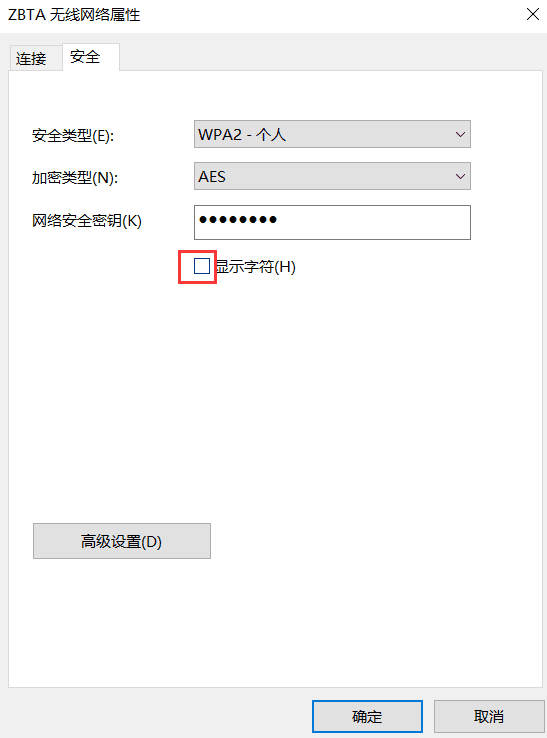 ZBTA 无线网络属性
连接 安全
安全类型(E): WPA2 - 个人
加密类型(N): AES
网络安全密钥(K) ●●●●●●●●
显示字符(H)
高级设置(D)
确定 取消